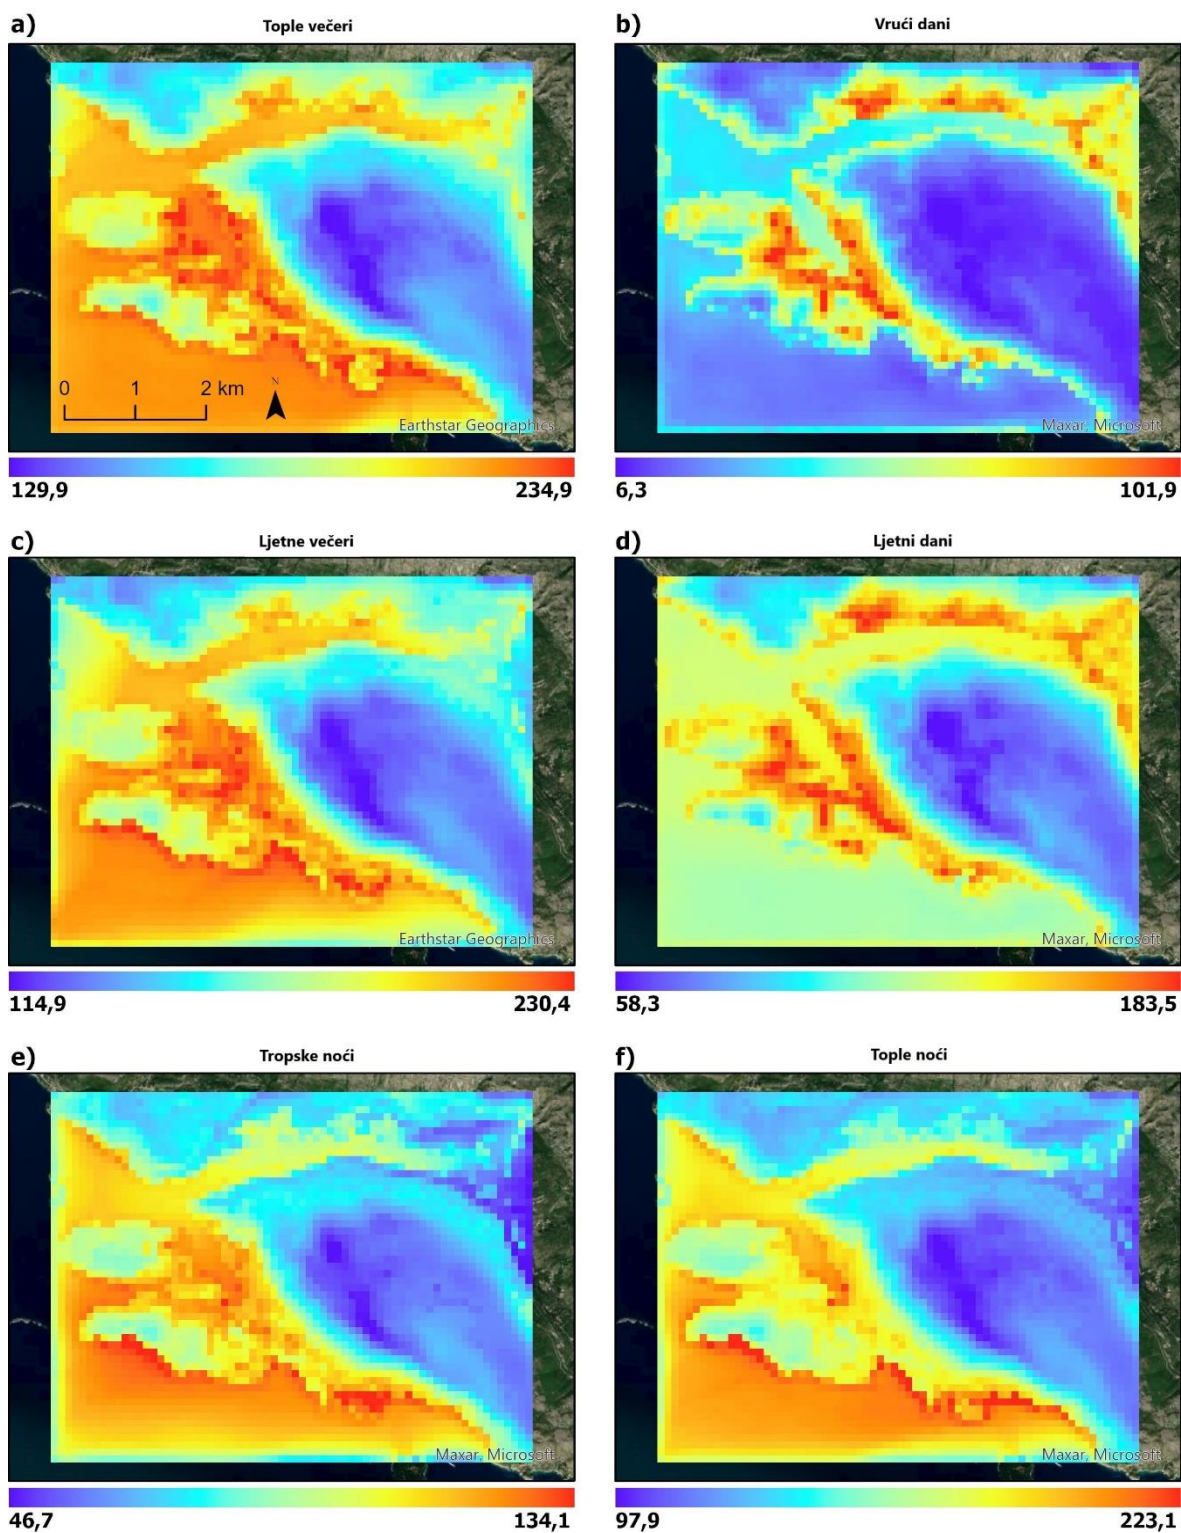 a) Tople večeri
b) Vrući dani
0 1 2 km
N
Earthstar Geographics
Maxar, Microsoft
129,9 234,9
6,3 101,9
c) Ljetne večeri
d) Ljetni dani
Earthstar Geographics
Maxar, Microsoft
114,9 230,4
58,3 183,5
e) Tropske noći
f) Tople noći
Maxar, Microsoft
Maxar, Microsoft
46,7 134,1
97,9 223,1